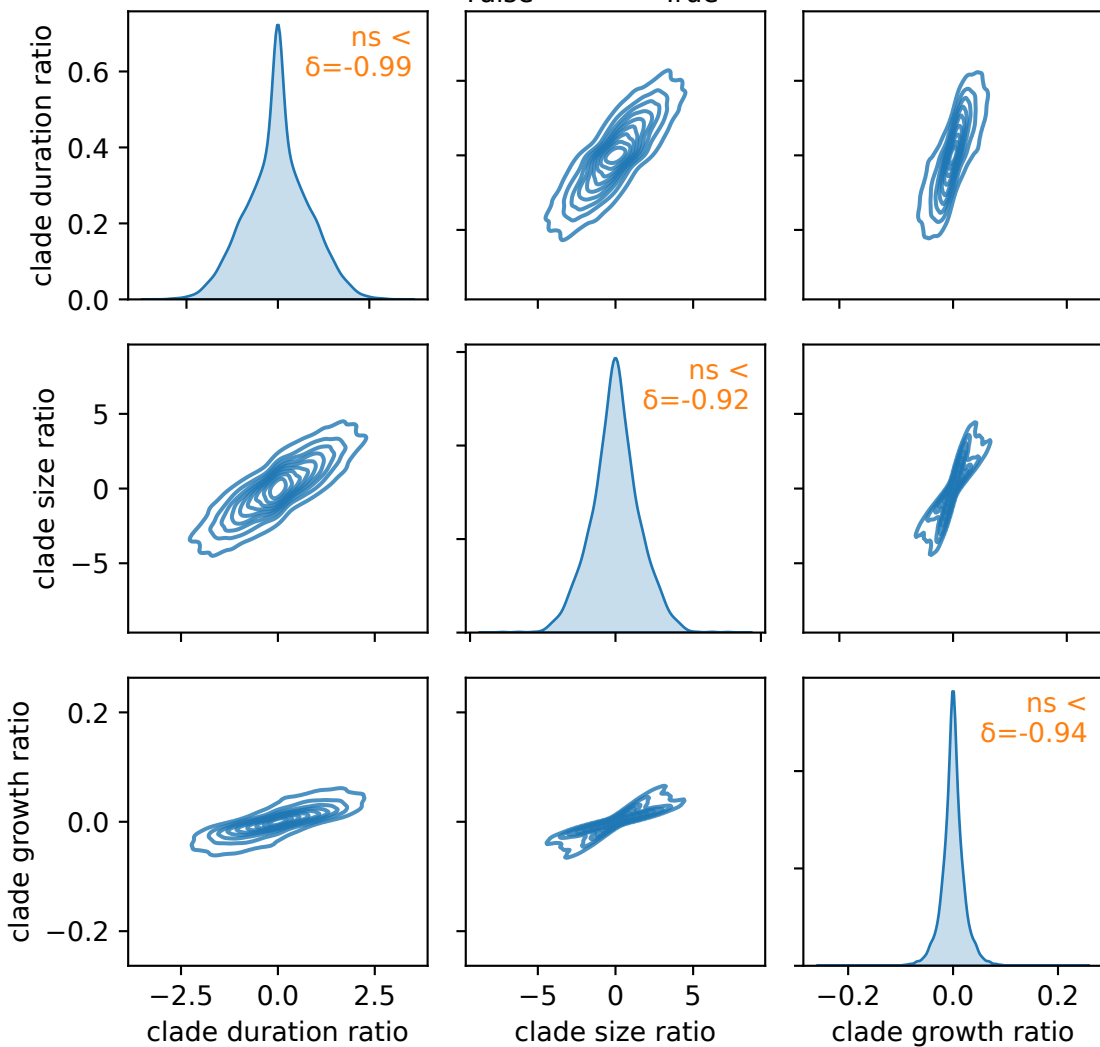 clade duration ratio
0.6
0.4
0.2
0.0
ns <
δ=-0.99
clade size ratio
5
0
−5
ns <
δ=-0.92
clade growth ratio
0.2
0.0
−0.2
ns <
δ=-0.94
−2.5 0.0 2.5
−5 0 5
−0.2 0.0 0.2
clade duration ratio
clade size ratio
clade growth ratio